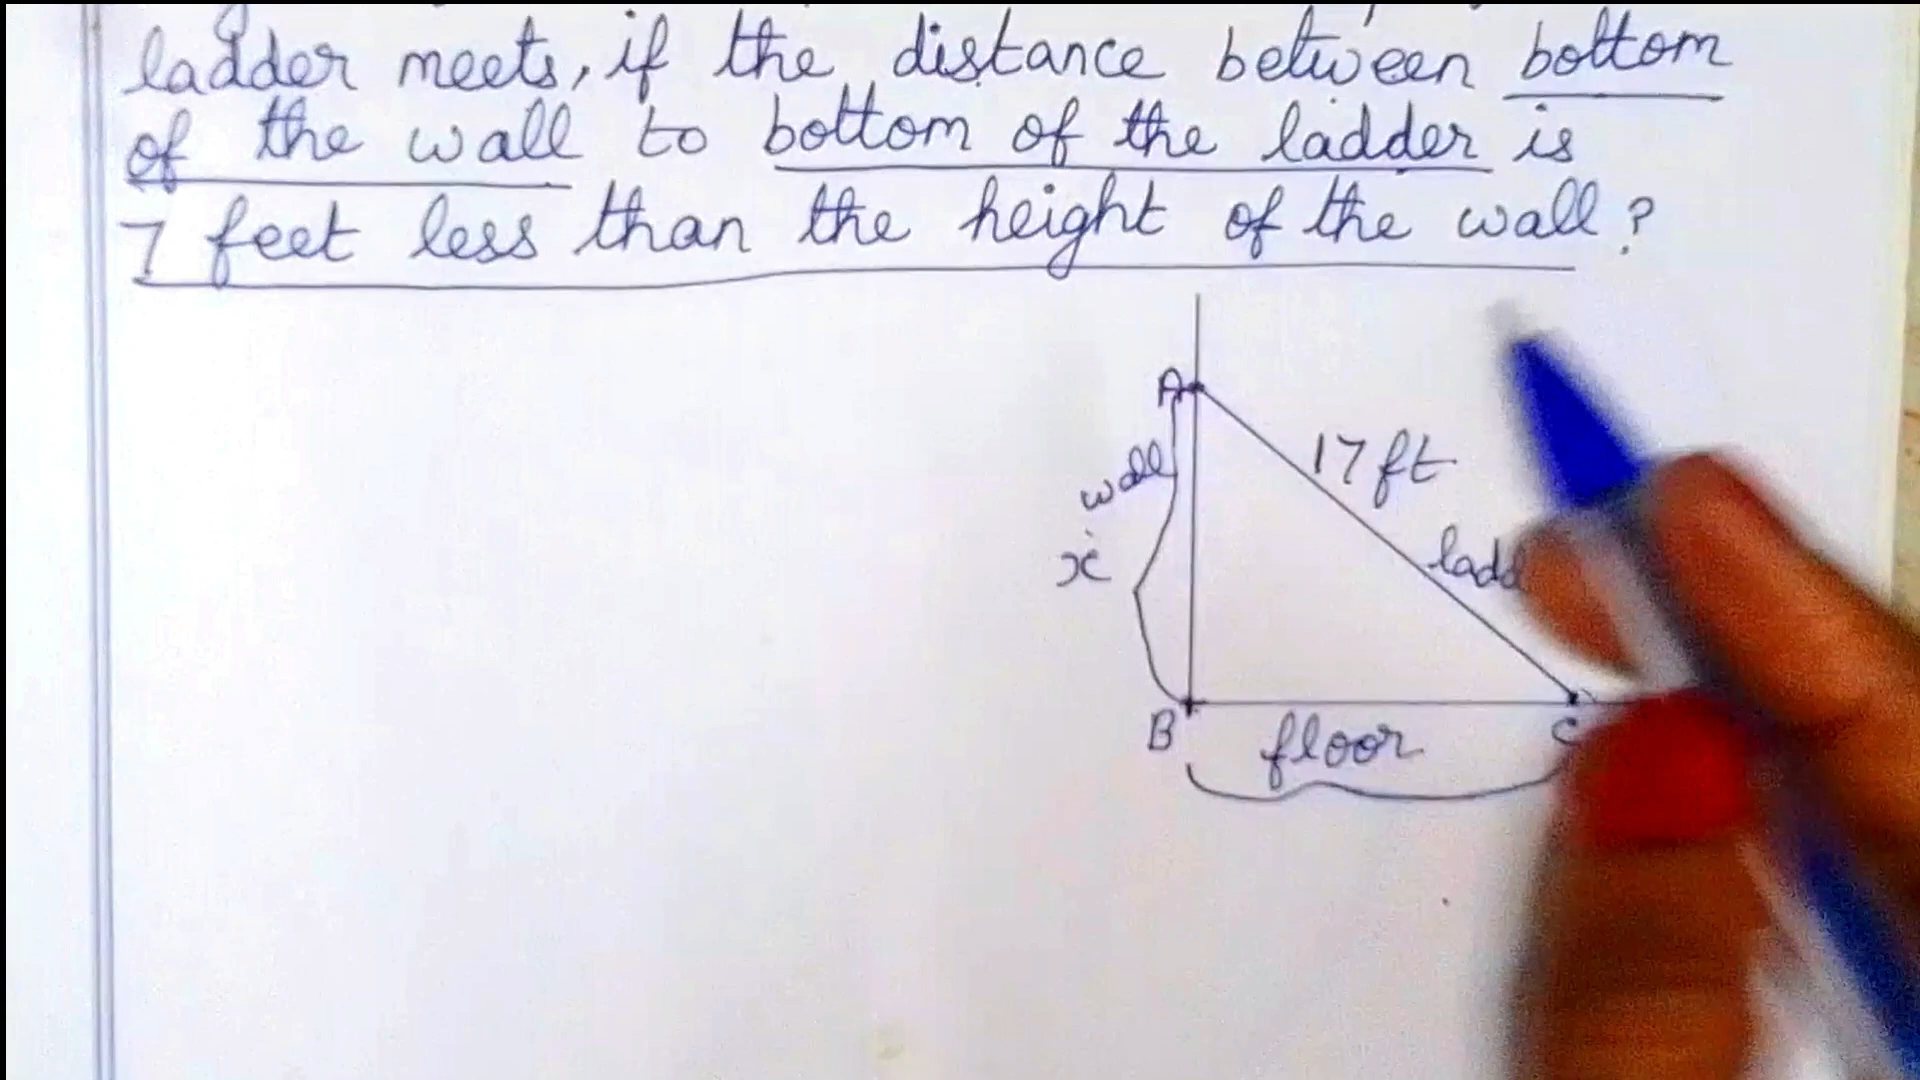 ladder meets, if the distance between bottom
of the wall to bottom of the ladder is
7 feet less than the height of the wall?
A
wall
17 ft
x
B
floor
C